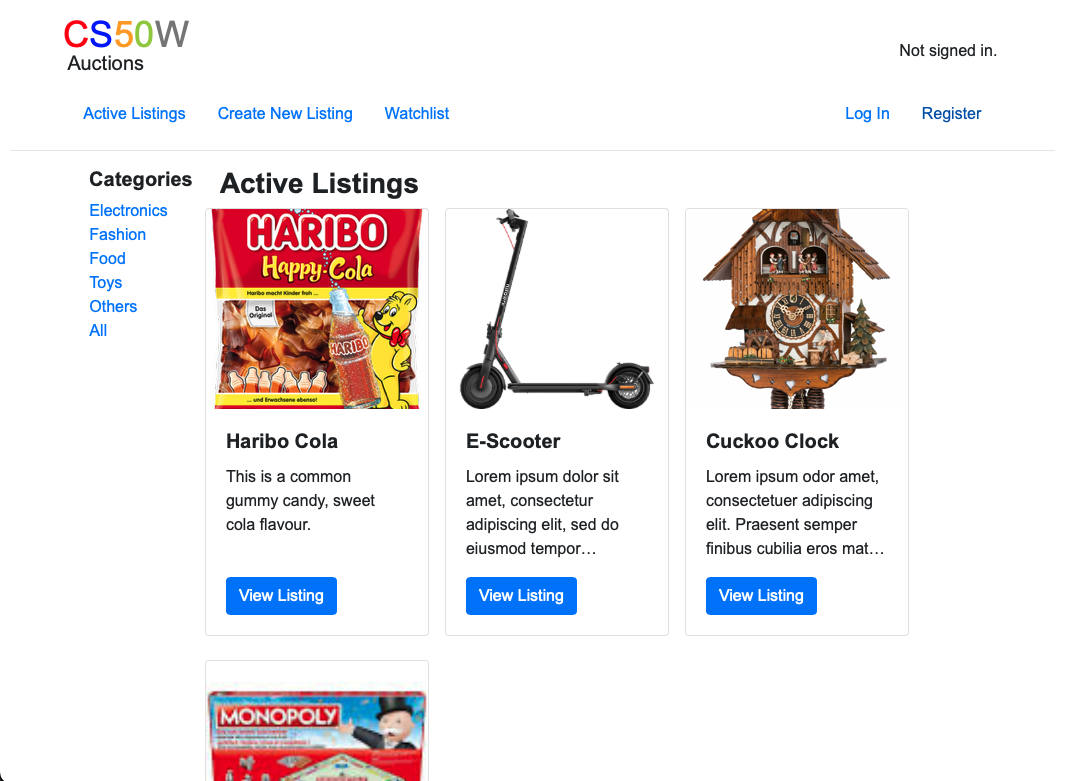 CS50W
Auctions
Not signed in.
Active Listings
Create New Listing
Watchlist
Log In
Register
Categories
Electronics
Fashion
Food
Toys
Others
All
Active Listings
HARIBO
Happy-Cola
Haribo macht Kinder froh ...
Das
Original
HARIBO
... und Erwachsene ebenso!
Haribo Cola
This is a common
gummy candy, sweet
cola flavour.
View Listing
E-Scooter
Lorem ipsum dolor sit
amet, consectetur
adipiscing elit, sed do
eiusmod tempor…
View Listing
Cuckoo Clock
Lorem ipsum odor amet,
consectetuer adipiscing
elit. Praesent semper
finibus cubilia eros mat…
View Listing
MONOPOLY